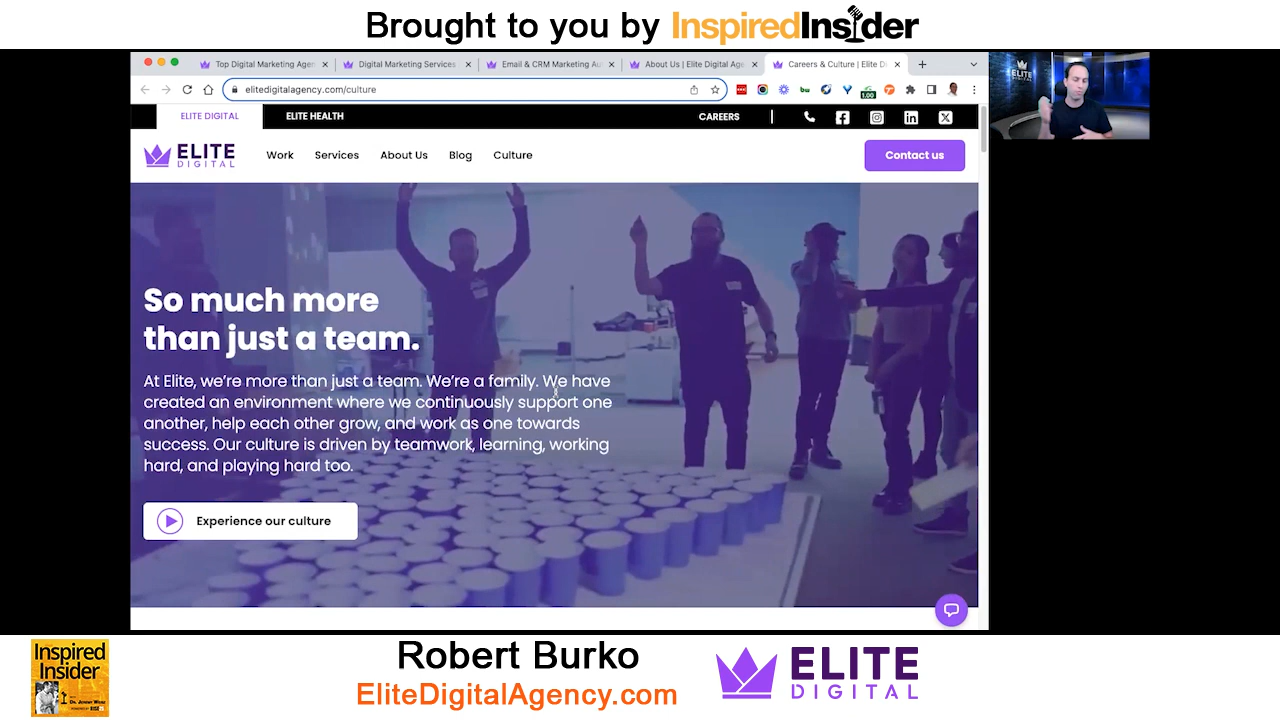 Brought to you by InspiredInsider
Top Digital Marketing Agen
Digital Marketing Services
Email & CRM Marketing Au
About Us | Elite Digital Age
Careers & Culture | Elite D
elitedigitalagency.com/culture
1.00
ELITE DIGITAL
ELITE HEALTH
CAREERS
ELITE
DIGITAL
Work
Services
About Us
Blog
Culture
Contact us
So much more
than just a team.
At Elite, we’re more than just a team. We’re a family. We have
created an environment where we continuously support one
another, help each other grow, and work as one towards
success. Our culture is driven by teamwork, learning, working
hard, and playing hard too.
Experience our culture
ELITE
Inspired
Insider
Robert Burko
EliteDigitalAgency.com
ELITE
DIGITAL